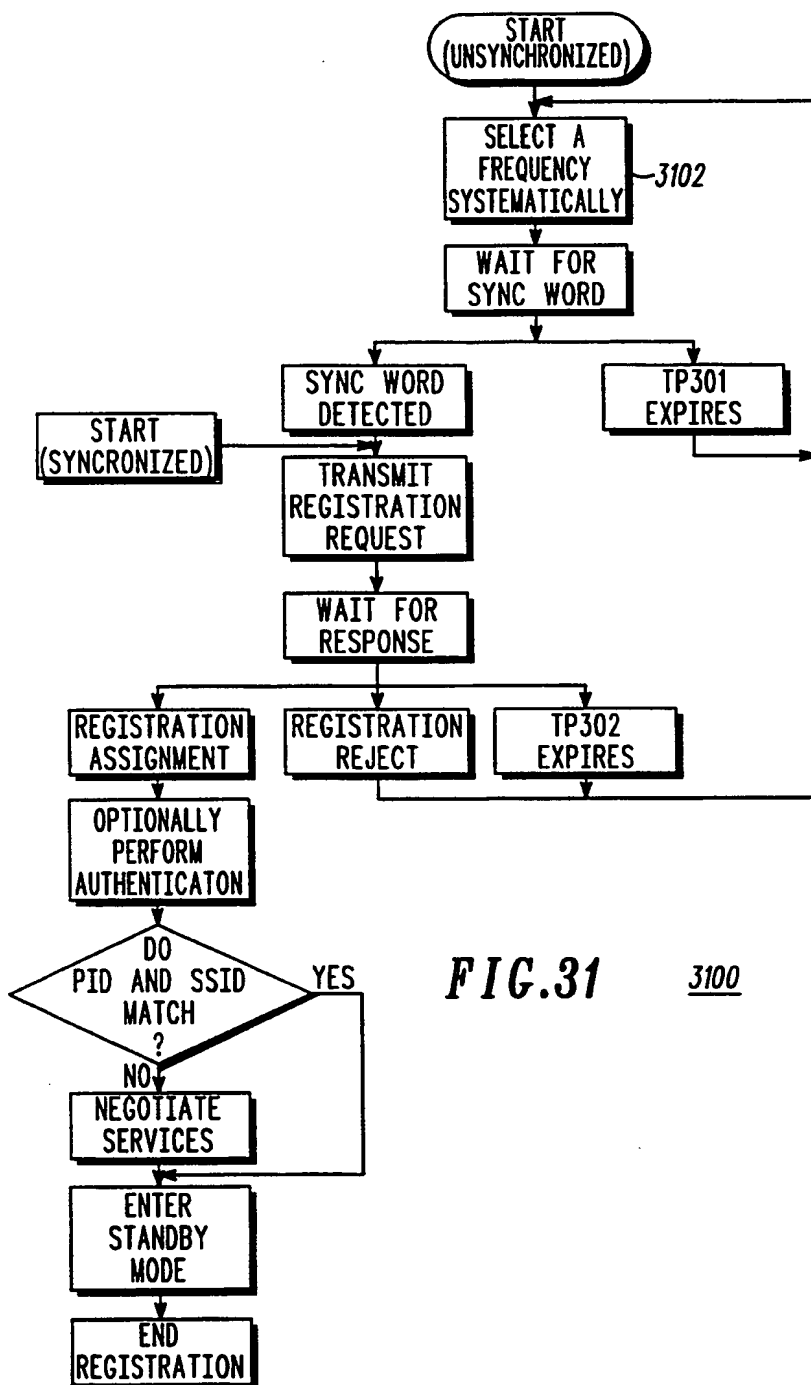 START
(UNSYNCHRONIZED)
SELECT A
FREQUENCY
SYSTEMATICALLY
3102
WAIT FOR
SYNC WORD
SYNC WORD
DETECTED
TP301
EXPIRES
START
(SYNCRONIZED)
TRANSMIT
REGISTRATION
REQUEST
WAIT FOR
RESPONSE
REGISTRATION
ASSIGNMENT
REGISTRATION
REJECT
TP302
EXPIRES
OPTIONALLY
PERFORM
AUTHENTICATON
DO
PID AND SSID
MATCH
?
YES
NO
FIG.31
3100
NEGOTIATE
SERVICES
ENTER
STANDBY
MODE
END
REGISTRATION